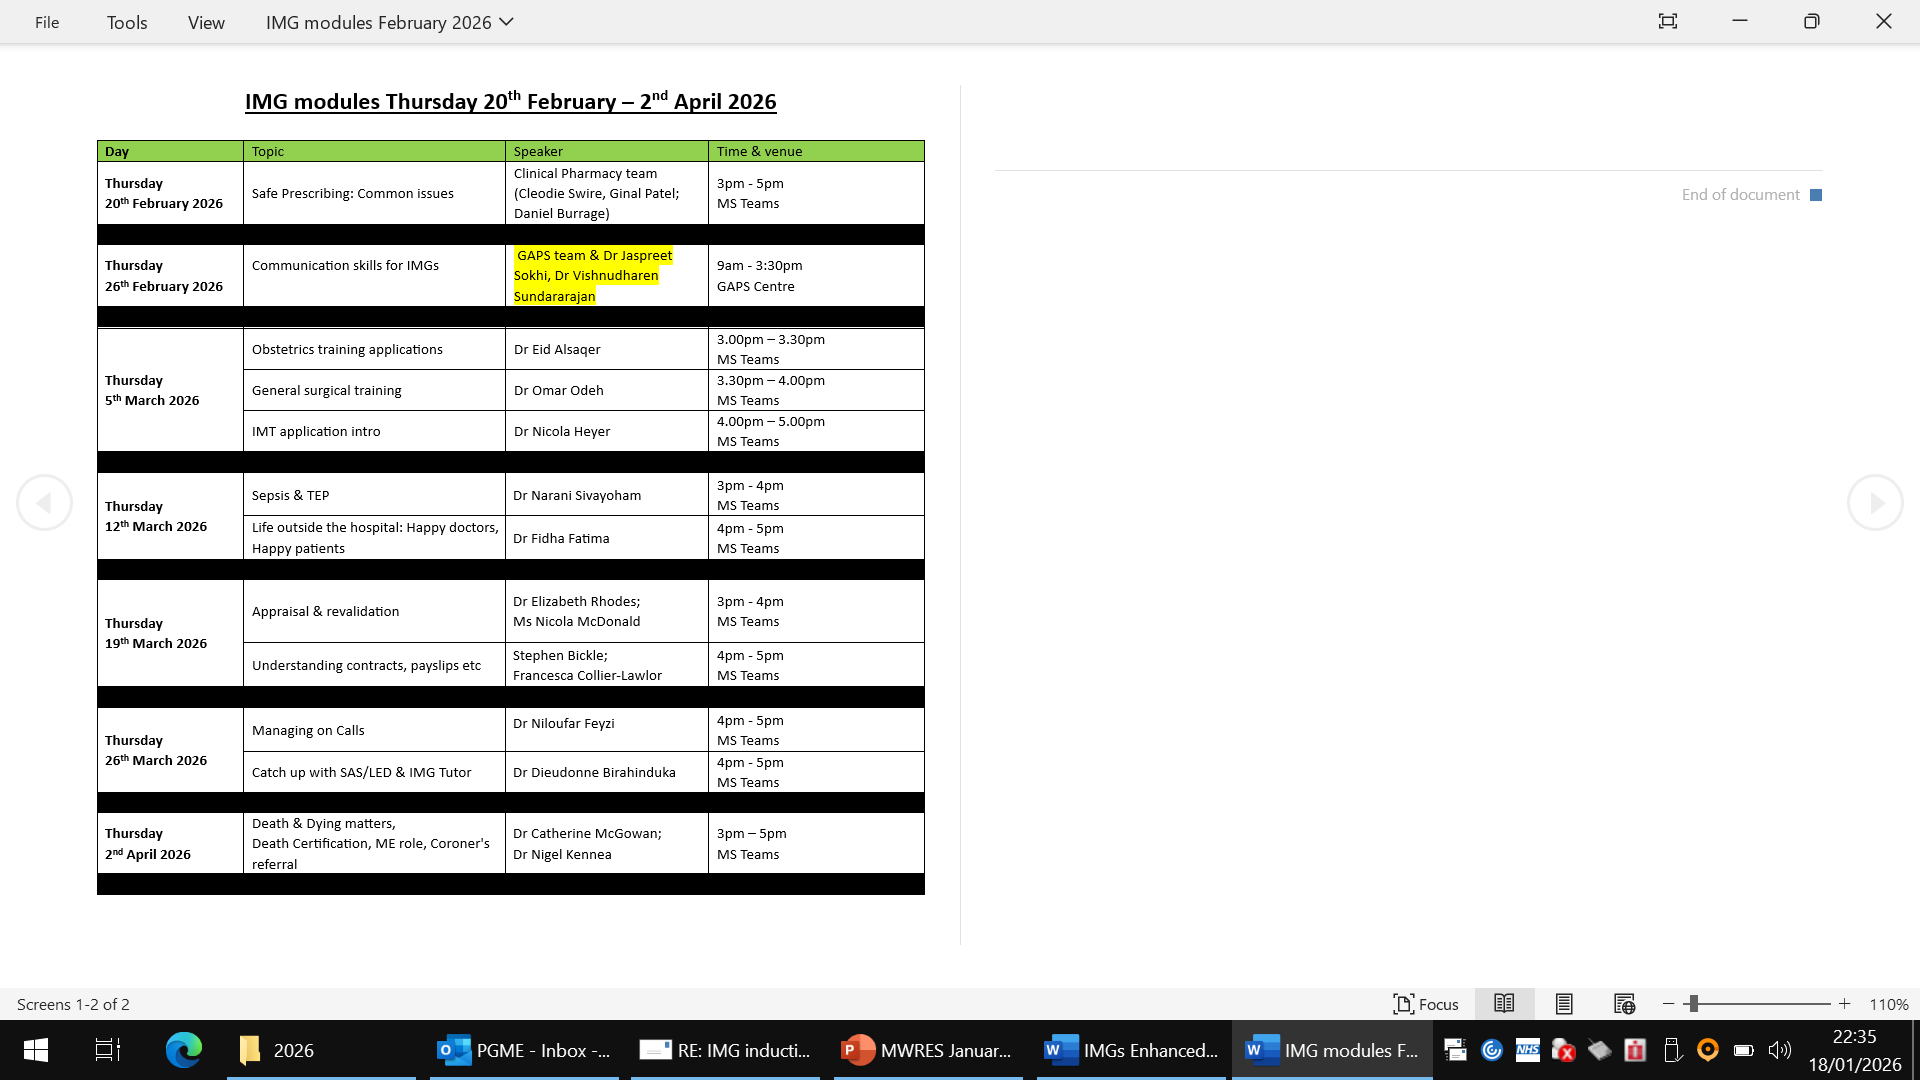 File Tools View IMG modules February 2026
IMG modules Thursday 20th February – 2nd April 2026
Day Topic Speaker Time & venue
Thursday
20th February 2026
Safe Prescribing: Common issues
Clinical Pharmacy team
(Cleodie Swire, Ginal Patel;
Daniel Burrage)
3pm - 5pm
MS Teams
Thursday
26th February 2026
Communication skills for IMGs
GAPS team & Dr Jaspreet
Sokhi, Dr Vishnudharen
Sundararajan
9am - 3:30pm
GAPS Centre
Thursday
5th March 2026
Obstetrics training applications
Dr Eid Alsaqer
3.00pm – 3.30pm
MS Teams
General surgical training
Dr Omar Odeh
3.30pm – 4.00pm
MS Teams
IMT application intro
Dr Nicola Heyer
4.00pm – 5.00pm
MS Teams
Thursday
12th March 2026
Sepsis & TEP
Dr Narani Sivayoham
3pm - 4pm
MS Teams
Life outside the hospital: Happy doctors,
Happy patients
Dr Fidha Fatima
4pm - 5pm
MS Teams
Thursday
19th March 2026
Appraisal & revalidation
Dr Elizabeth Rhodes;
Ms Nicola McDonald
3pm - 4pm
MS Teams
Understanding contracts, payslips etc
Stephen Bickle;
Francesca Collier-Lawlor
4pm - 5pm
MS Teams
Thursday
26th March 2026
Managing on Calls
Dr Niloufar Feyzi
4pm - 5pm
MS Teams
Catch up with SAS/LED & IMG Tutor
Dr Dieudonne Birahinduka
4pm - 5pm
MS Teams
Thursday
2nd April 2026
Death & Dying matters,
Death Certification, ME role, Coroner's
referral
Dr Catherine McGowan;
Dr Nigel Kennea
3pm – 5pm
MS Teams
End of document
Screens 1-2 of 2
Focus
110%
2026
PGME - Inbox -...
RE: IMG inducti...
MWRES Januar...
IMGs Enhanced...
IMG modules F...
NHS
22:35
18/01/2026